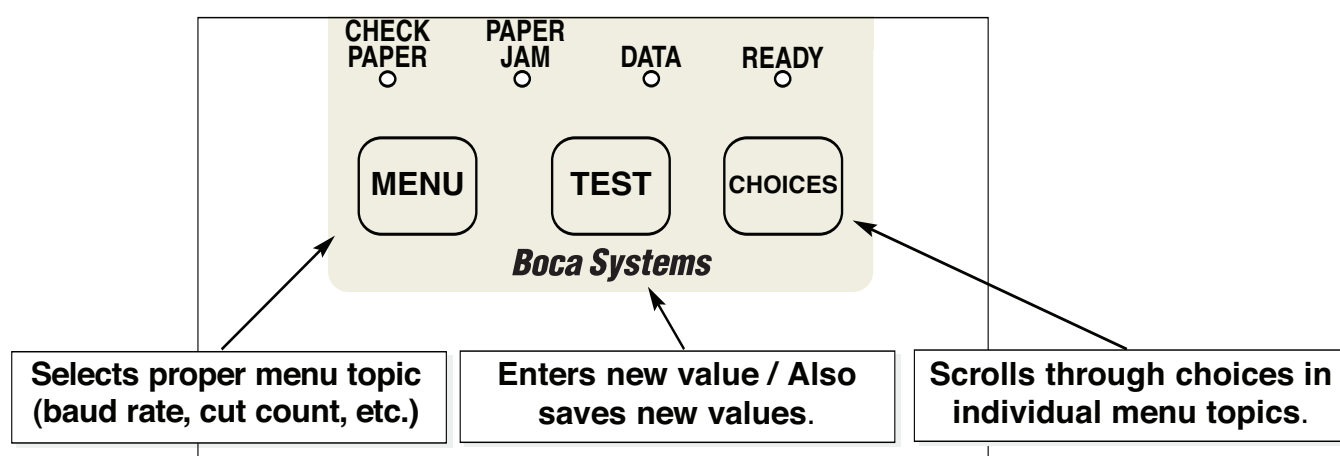 CHECK
PAPER
PAPER
JAM
DATA
READY
MENU
TEST
CHOICES
Boca Systems
Selects proper menu topic
(baud rate, cut count, etc.)
Enters new value / Also
saves new values.
Scrolls through choices in
individual menu topics.